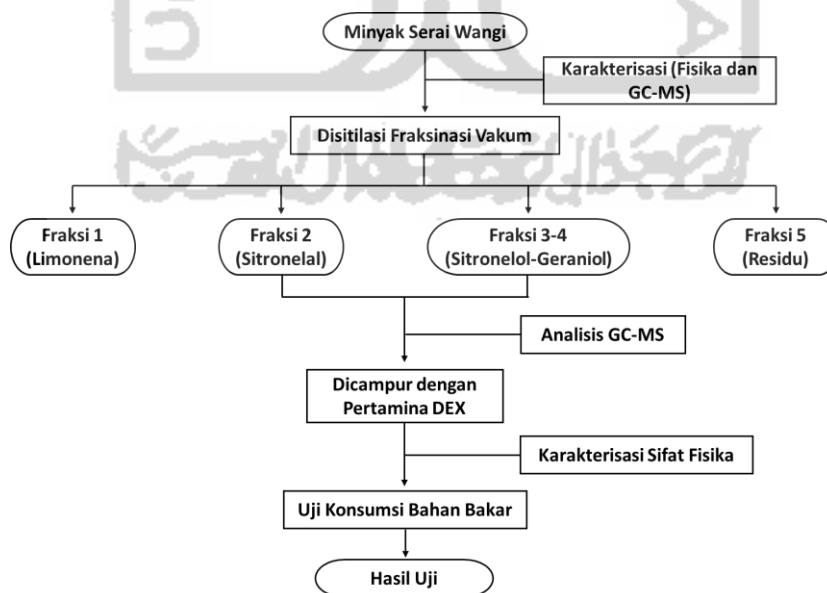 Minyak Serai Wangi
Karakterisasi (Fisika dan
GC-MS)
Disitilasi Fraksinasi Vakum
Fraksi 1
(Limonena)
Fraksi 2
(Sitronelal)
Fraksi 3-4
(Sitronelol-Geraniol)
Fraksi 5
(Residu)
Analisis GC-MS
Dicampur dengan
Pertamina DEX
Karakterisasi Sifat Fisika
Uji Konsumsi Bahan Bakar
Hasil Uji